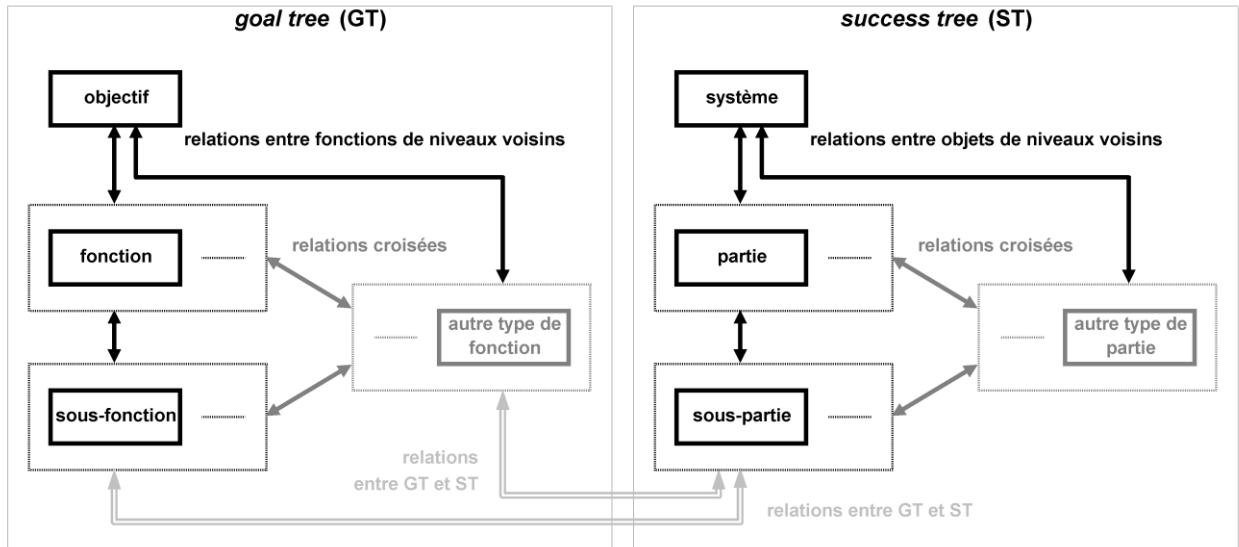 goal tree (GT)
objectif
relations entre fonctions de niveaux voisins
fonction
relations croisées
autre type de
fonction
sous-fonction
relations
entre GT et ST
success tree (ST)
système
relations entre objets de niveaux voisins
partie
relations croisées
autre type de
partie
sous-partie
relations entre GT et ST